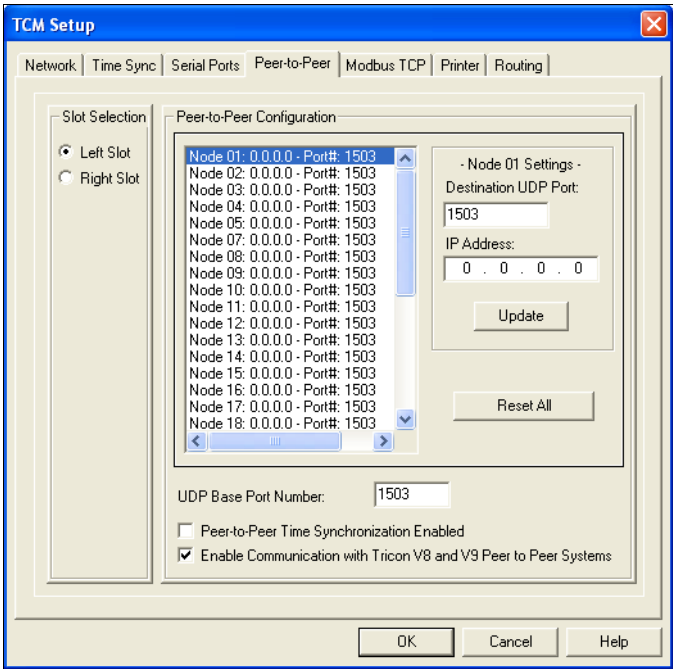 TCM Setup
Network Time Sync Serial Ports Peer-to-Peer Modbus TCP Printer Routing
Slot Selection
Left Slot
Right Slot
Peer-to-Peer Configuration
Node 01: 0.0.0.0 - Port#: 1503
Node 02: 0.0.0.0 - Port#: 1503
Node 03: 0.0.0.0 - Port#: 1503
Node 04: 0.0.0.0 - Port#: 1503
Node 05: 0.0.0.0 - Port#: 1503
Node 07: 0.0.0.0 - Port#: 1503
Node 08: 0.0.0.0 - Port#: 1503
Node 09: 0.0.0.0 - Port#: 1503
Node 10: 0.0.0.0 - Port#: 1503
Node 11: 0.0.0.0 - Port#: 1503
Node 12: 0.0.0.0 - Port#: 1503
Node 13: 0.0.0.0 - Port#: 1503
Node 14: 0.0.0.0 - Port#: 1503
Node 15: 0.0.0.0 - Port#: 1503
Node 16: 0.0.0.0 - Port#: 1503
Node 17: 0.0.0.0 - Port#: 1503
Node 18: 0.0.0.0 - Port#: 1503
- Node 01 Settings -
Destination UDP Port:
1503
IP Address:
0 . 0 . 0 . 0
Update
Reset All
UDP Base Port Number: 1503
Peer-to-Peer Time Synchronization Enabled
Enable Communication with Tricon V8 and V9 Peer to Peer Systems
OK Cancel Help